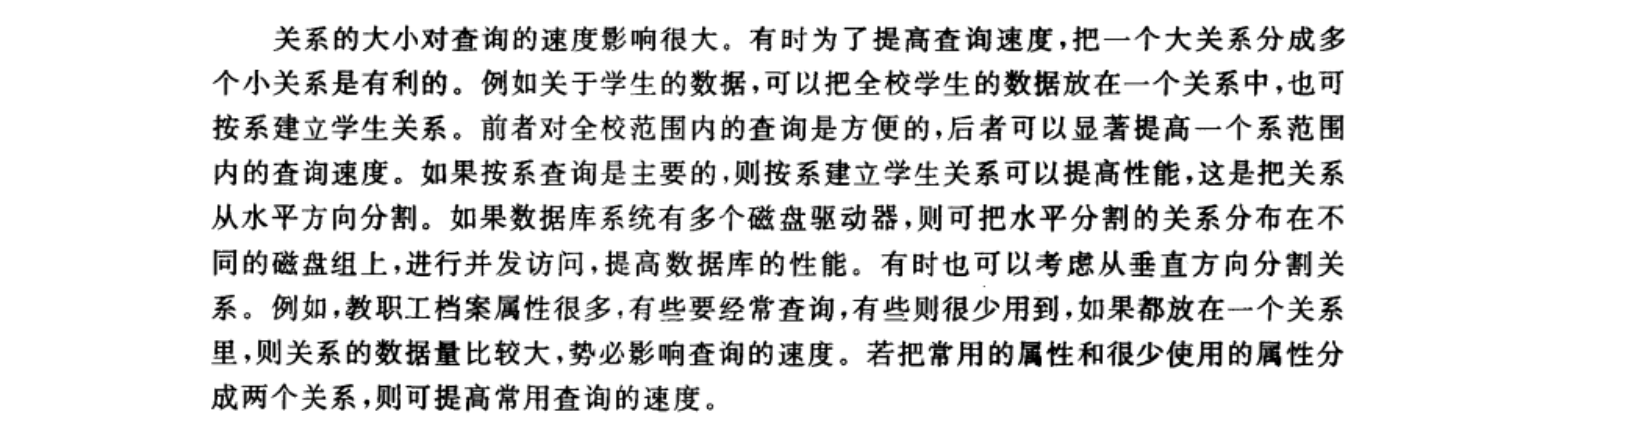 关系的大小对查询的速度影响很大。有时为了提高查询速度,把一个大关系分成多
个小关系是有利的。例如关于学生的数据,可以把全校学生的数据放在一个关系中,也可
按系建立学生关系。前者对全校范围内的查询是方便的,后者可以显著提高一个系范围
内的查询速度。如果按系查询是主要的,则按系建立学生关系可以提高性能,这是把关系
从水平方向分割。如果数据库系统有多个磁盘驱动器,则可把水平分割的关系分布在不
同的磁盘组上,进行并发访问,提高数据库的性能。有时也可以考虑从垂直方向分割关
系。例如,教职工档案属性很多,有些要经常查询,有些则很少用到,如果都放在一个关系
里,则关系的数据量比较大,势必影响查询的速度。若把常用的属性和很少使用的属性分
成两个关系,则可提高常用查询的速度。